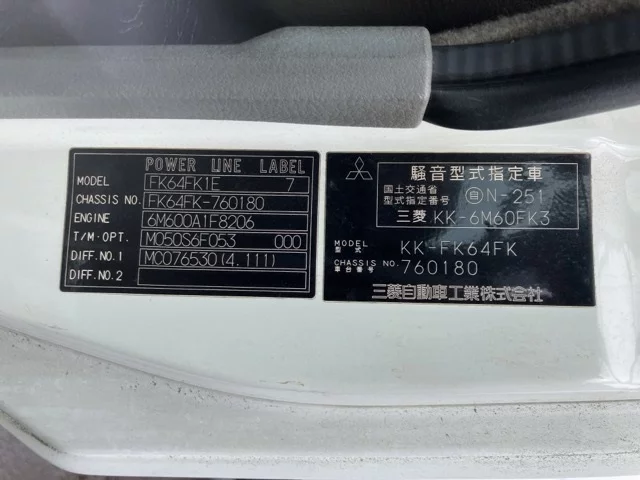 POWER LINE LABEL
MODEL FK64FK1E 7
CHASSIS NO. FK64FK-760180
ENGINE 6M600A1F8206
T/M・OPT. M050S6F053 000
DIFF.NO.1 MC076530(4.111)
DIFF.NO.2
騒音型式指定車
国土交通省
型式指定番号 自N-251
三菱 KK-6M60FK3
MODEL
型式 KK-FK64FK
CHASSIS NO.
車台番号 760180
三菱自動車工業株式会社